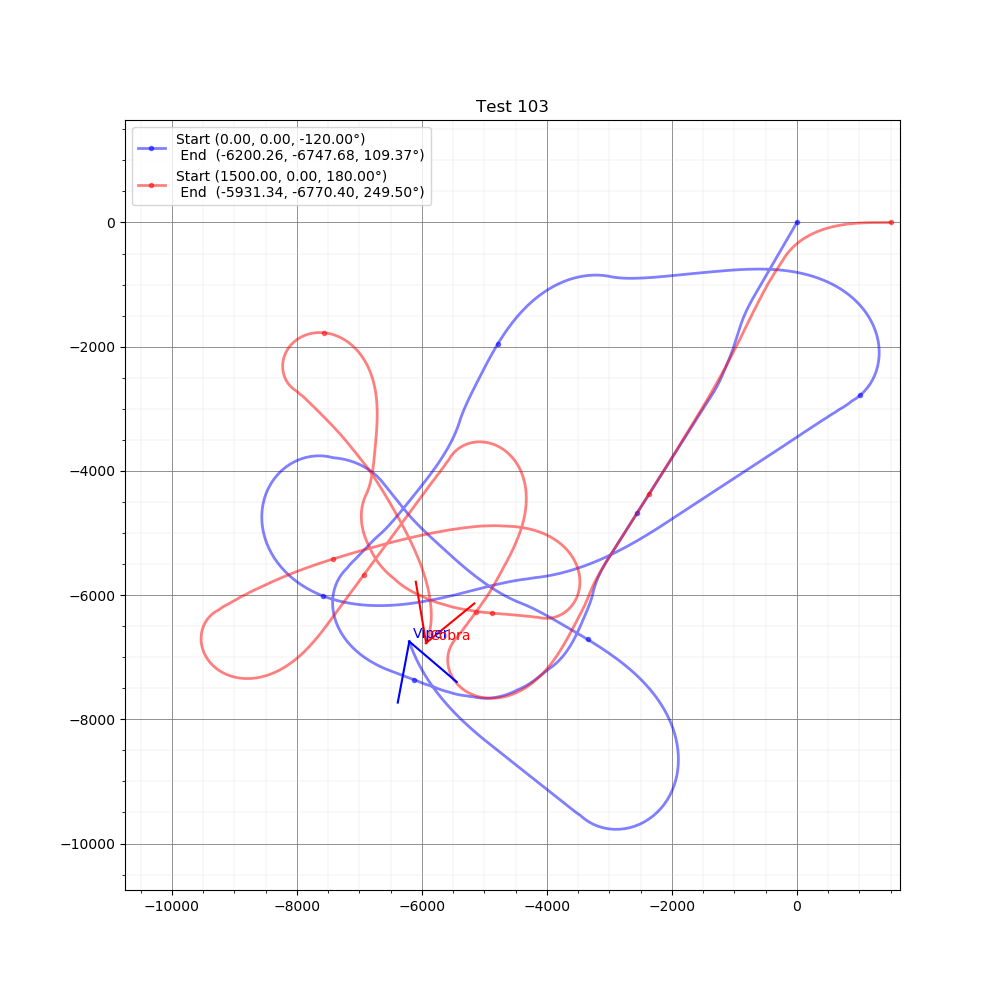 Test 103
Start (0.00, 0.00, -120.00°)
End (-6200.26, -6747.68, 109.37°)
Start (1500.00, 0.00, 180.00°)
End (-5931.34, -6770.40, 249.50°)
0
−2000
−4000
−6000
−8000
−10000
Viper
Cobra
−10000
−8000
−6000
−4000
−2000
0